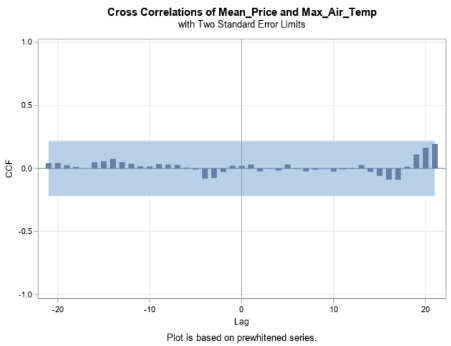 Cross Correlations of Mean_Price and Max_Air_Temp
with Two Standard Error Limits
1.0
0.5
0.0
-0.5
-1.0
CCF
-20
-10
0
10
20
Lag
Plot is based on prewhitened series.